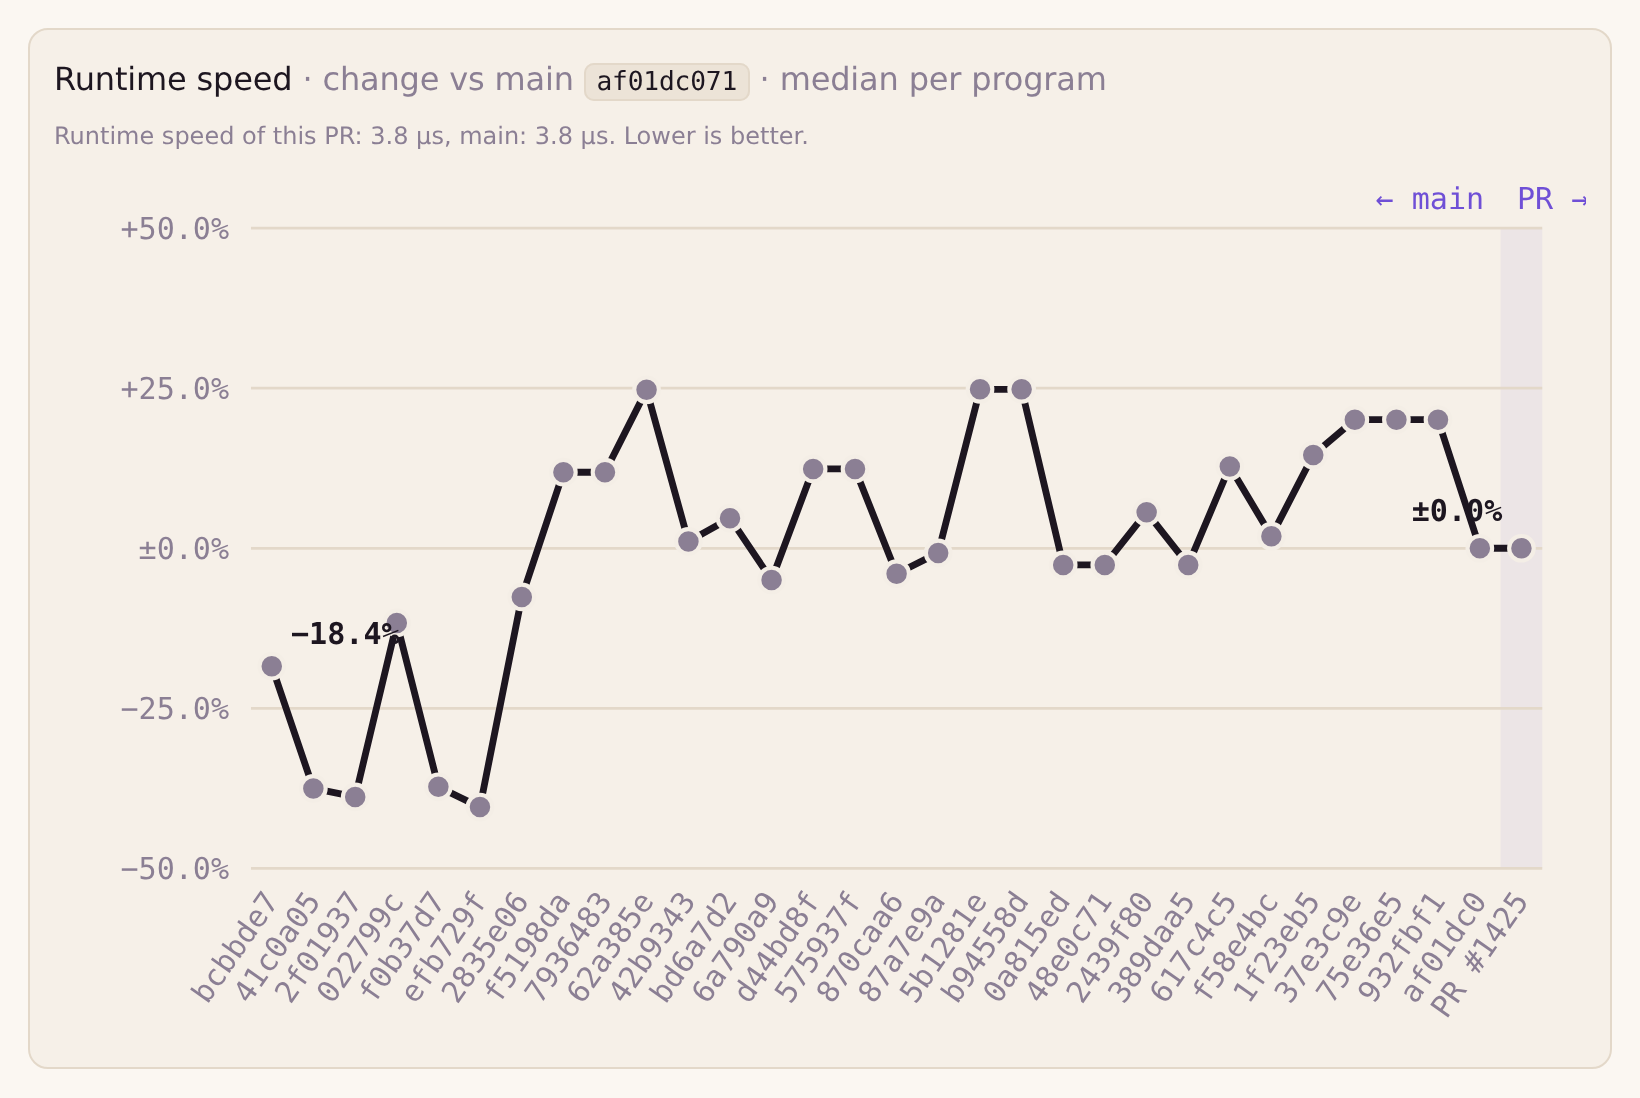 Runtime speed · change vs main af01dc071 · median per program
Runtime speed of this PR: 3.8 µs, main: 3.8 µs. Lower is better.
← main PR →
+50.0%
+25.0%
±0.0%
−25.0%
−50.0%
−18.4%
±0.0%
bcbbde7
41c0a05
2f01937
022799c
f0b37d7
efb729f
2835e06
f5198da
7936483
62a385e
42b9343
bd6a7d2
6a790a9
d44bd8f
575937f
870caa6
87a7e9a
5b1281e
b94558d
0a815ed
48e0c71
2439f80
389daa5
617c4c5
f58e4bc
1f23eb5
37e3c9e
75e36e5
932fbf1
af01dc0
PR #1425